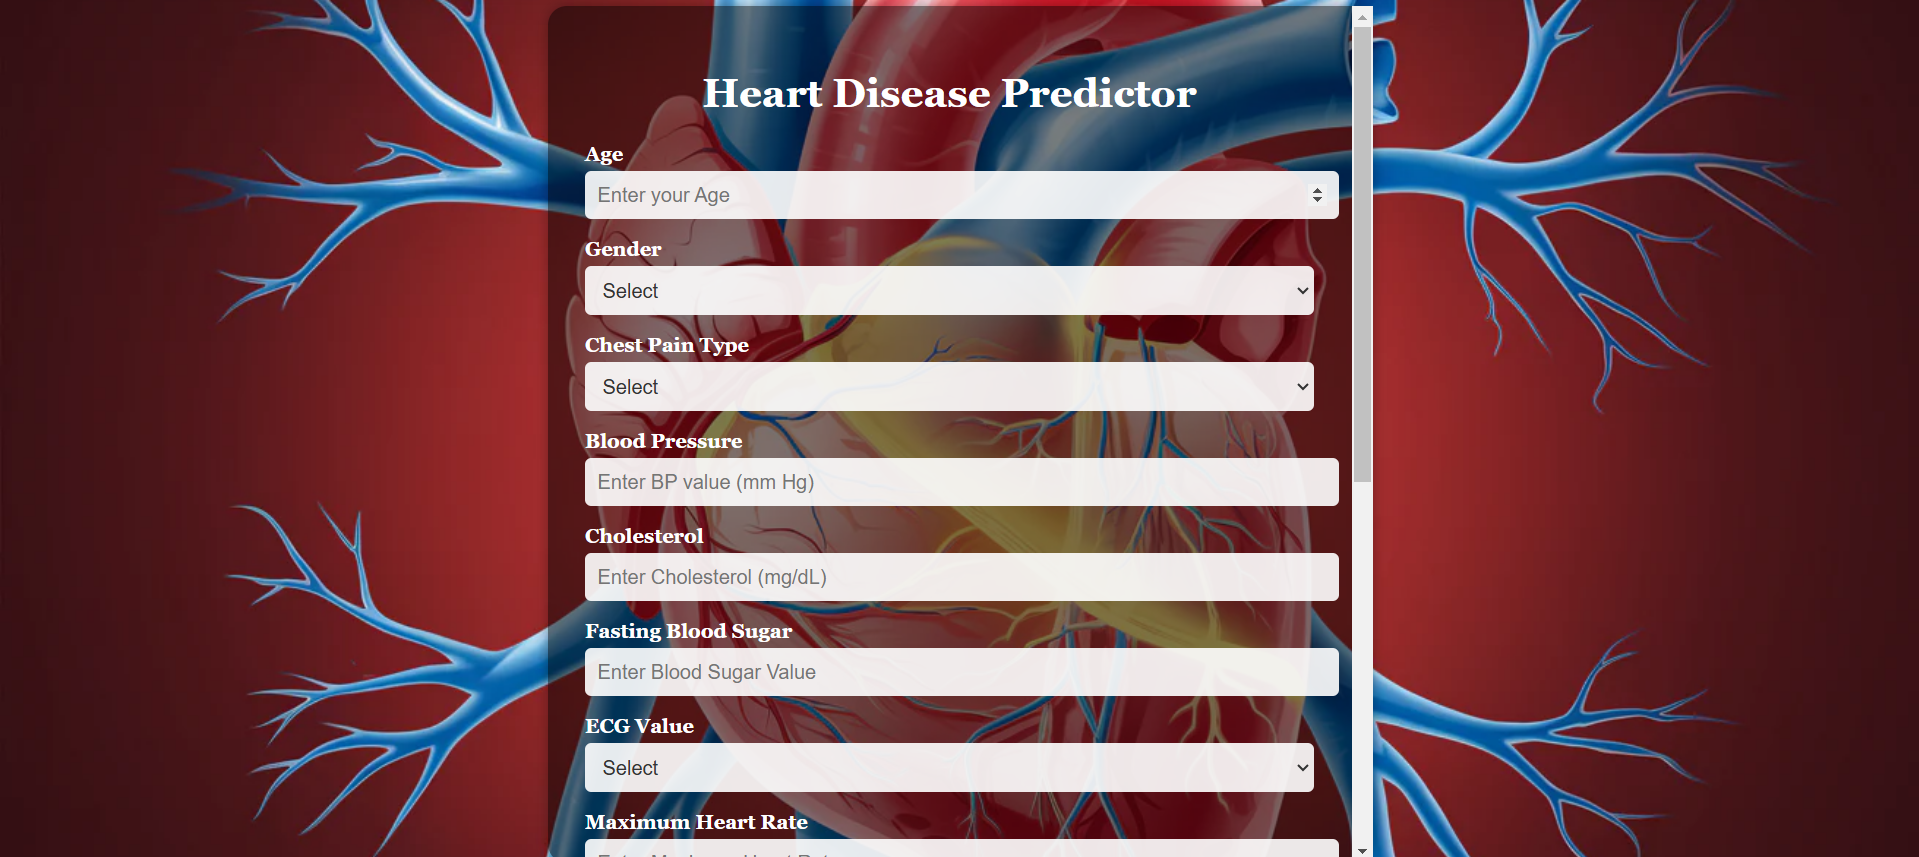 Heart Disease Predictor
Age
Enter your Age
Gender
Select
Chest Pain Type
Select
Blood Pressure
Enter BP value (mm Hg)
Cholesterol
Enter Cholesterol (mg/dL)
Fasting Blood Sugar
Enter Blood Sugar Value
ECG Value
Select
Maximum Heart Rate